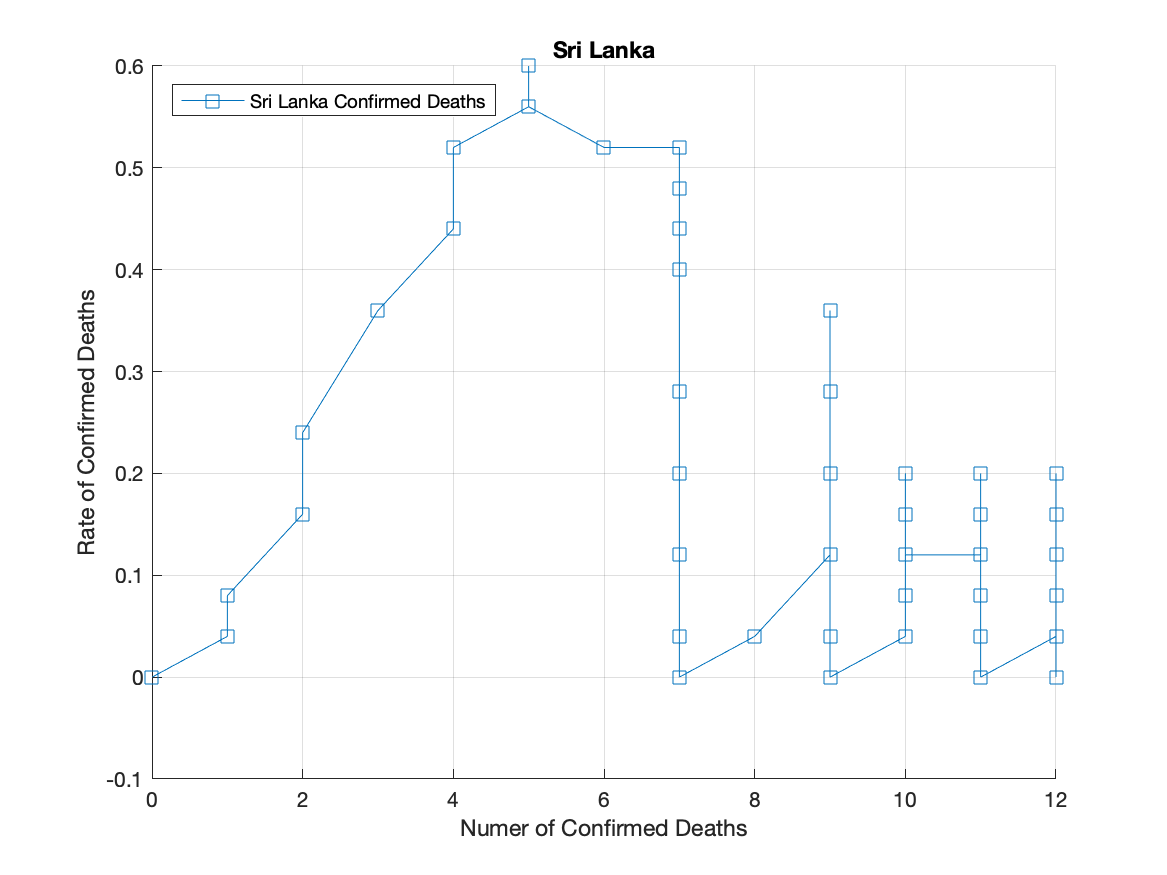 Sri Lanka
Sri Lanka Confirmed Deaths
0.6
0.5
0.4
0.3
0.2
0.1
0
-0.1
Rate of Confirmed Deaths
0 2 4 6 8 10 12
Numer of Confirmed Deaths